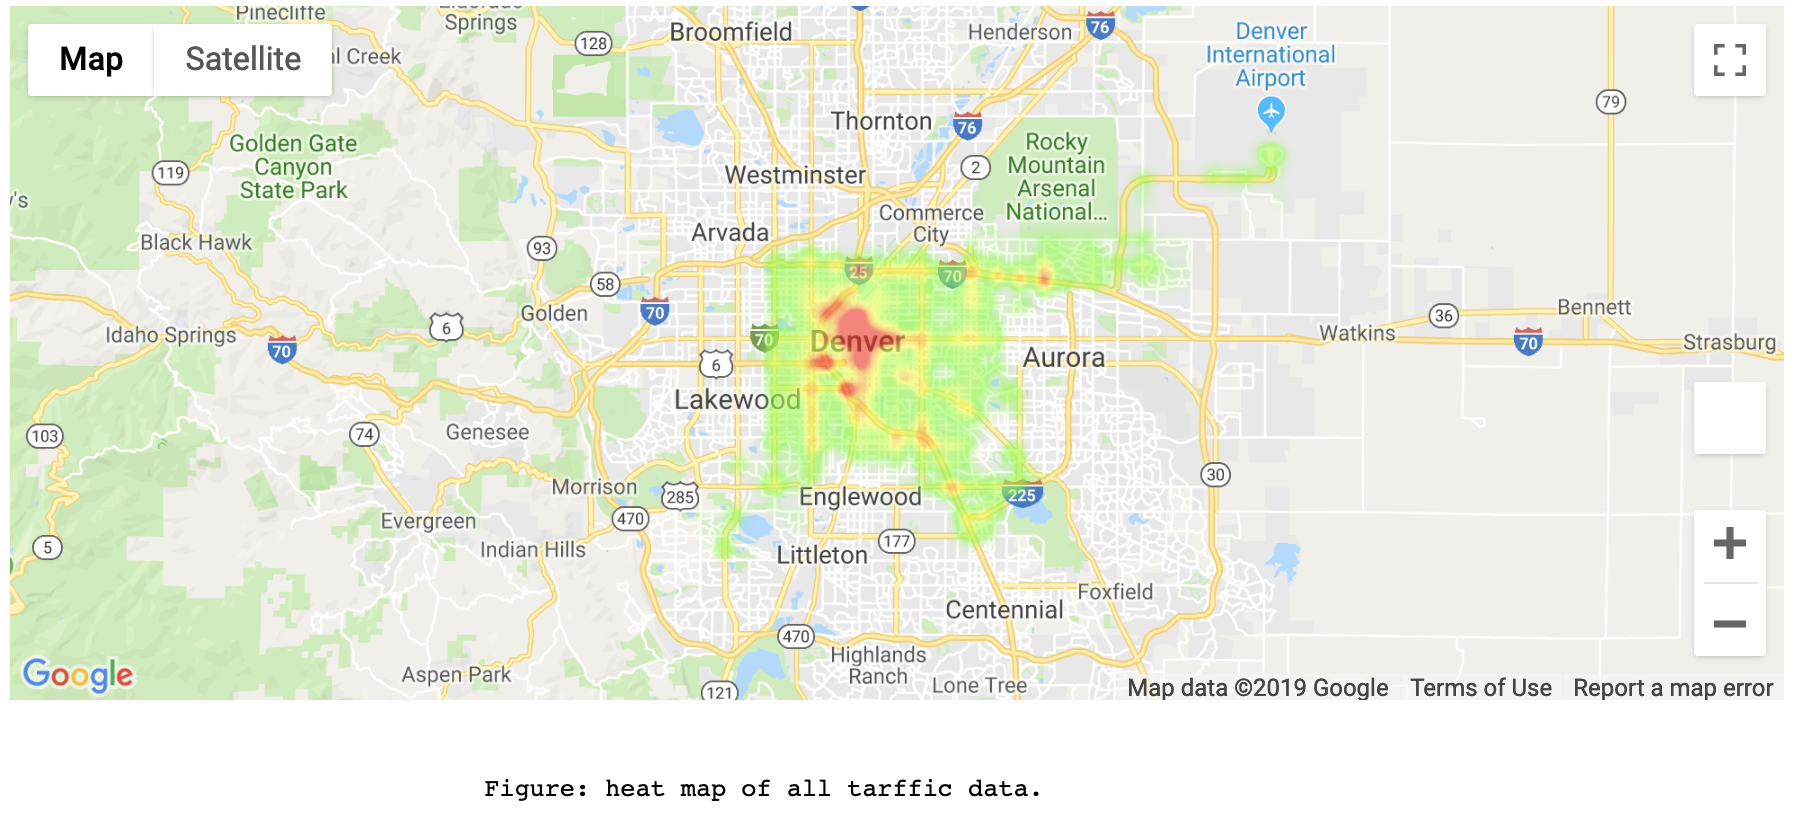 Pinecliffe
Springs
Broomfield
Henderson
76
128
Map
Satellite
al Creek
Denver
International
Airport
79
Thornton
76
Golden Gate
Canyon
State Park
Rocky
Mountain
Arsenal
National...
2
119
Westminster
's
Commerce
City
Arvada
Black Hawk
93
58
25
70
Golden
70
6
Idaho Springs
70
70
Denver
6
Aurora
36
Bennett
Watkins
70
Strasburg
Lakewood
103
74
Genesee
30
Morrison
285
Englewood
225
470
Evergreen
5
Indian Hills
Littleton
177
Foxfield
Centennial
470
Highlands
Ranch
Lone Tree
Google
Aspen Park
121
Map data ©2019 Google
Terms of Use
Report a map error
Figure: heat map of all tarffic data.